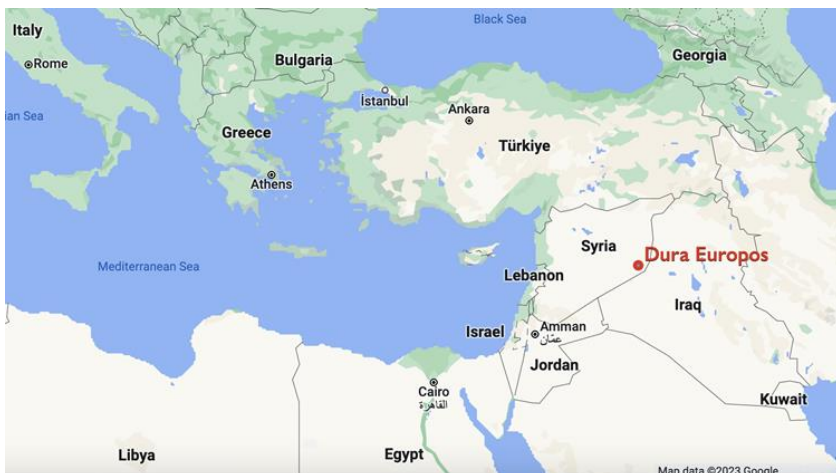 Black Sea
Italy
Rome
Bulgaria
Georgia
İstanbul
Ankara
an Sea
Greece
Türkiye
Athens
Syria
Dura Europos
Mediterranean Sea
Lebanon
Iraq
Israel
Amman
عمّان
Jordan
Cairo
القاهرة
Kuwait
Libya
Egypt
Map data ©2023 Google